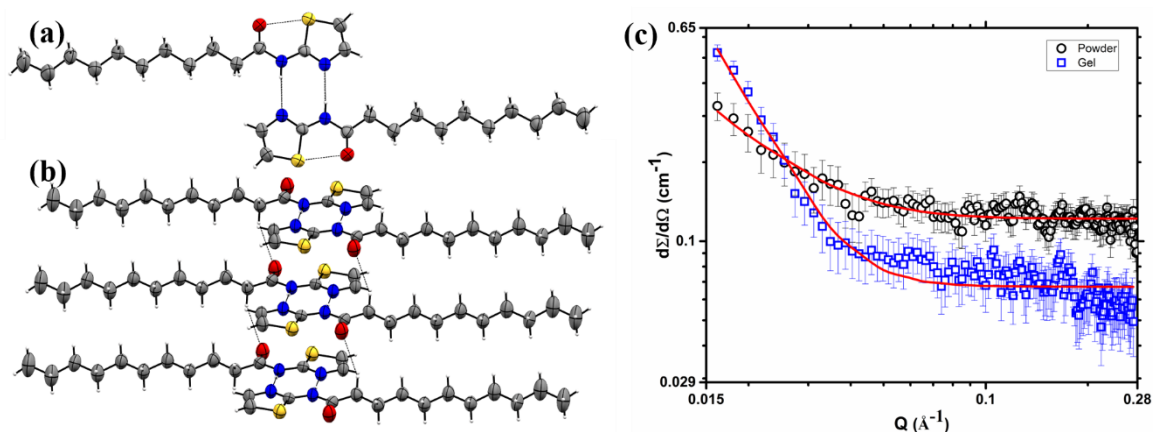 (a)
(b)
(c)
0.65
0.1
0.029
dΣ/dΩ (cm⁻¹)
Powder
Gel
0.015
0.1
0.28
Q (Å⁻¹)